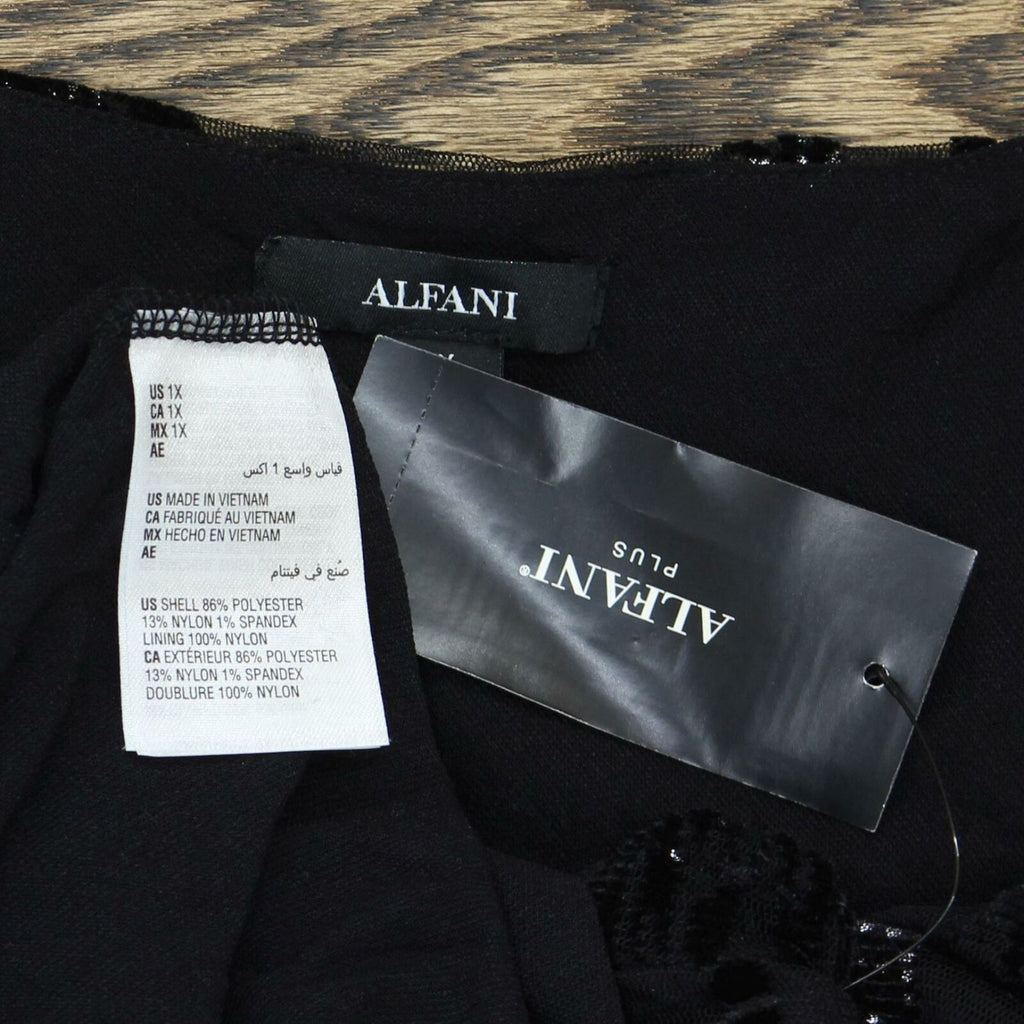 ALFANI
US 1X
CA 1X
MX 1X
AE
قياس واسع 1 اكس
US MADE IN VIETNAM
CA FABRIQUÉ AU VIETNAM
MX HECHO EN VIETNAM
AE
صُنع في فيتنام
US SHELL 86% POLYESTER
13% NYLON 1% SPANDEX
LINING 100% NYLON
CA EXTÉRIEUR 86% POLYESTER
13% NYLON 1% SPANDEX
DOUBLURE 100% NYLON
ALFANI®
PLUS